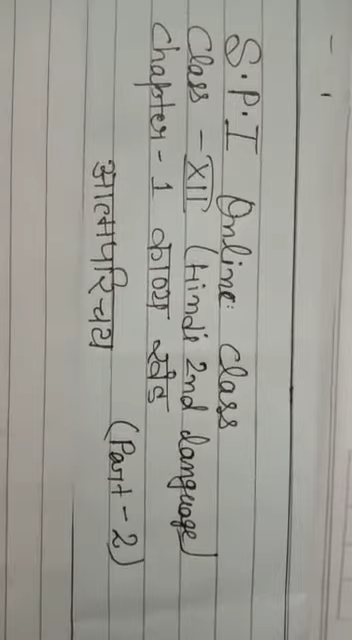 S.P.I Online class
Class - XII (Hindi 2nd language)
Chapter - 1 काव्य खंड
आत्मपरिचय
(Part - 2)